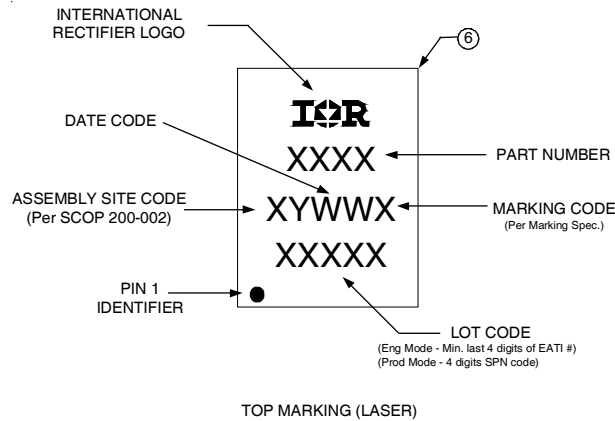 INTERNATIONAL
RECTIFIER LOGO
6
IOR
DATE CODE
XXXX
PART NUMBER
ASSEMBLY SITE CODE
(Per SCOP 200-002)
XYWWX
MARKING CODE
(Per Marking Spec.)
XXXXX
PIN 1
IDENTIFIER
LOT CODE
(Eng Mode - Min. last 4 digits of EATI #)
(Prod Mode - 4 digits SPN code)
TOP MARKING (LASER)